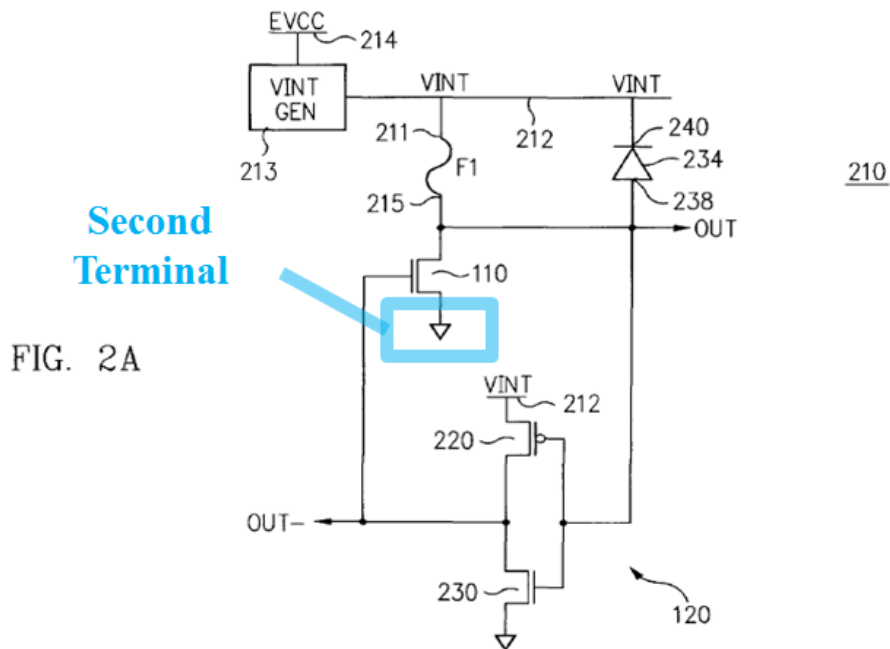 EVCC
214
VINT
GEN
213
VINT
VINT
212
211
F1
215
240
234
238
210
OUT
Second
Terminal
110
FIG. 2A
VINT
212
220
OUT-
230
120